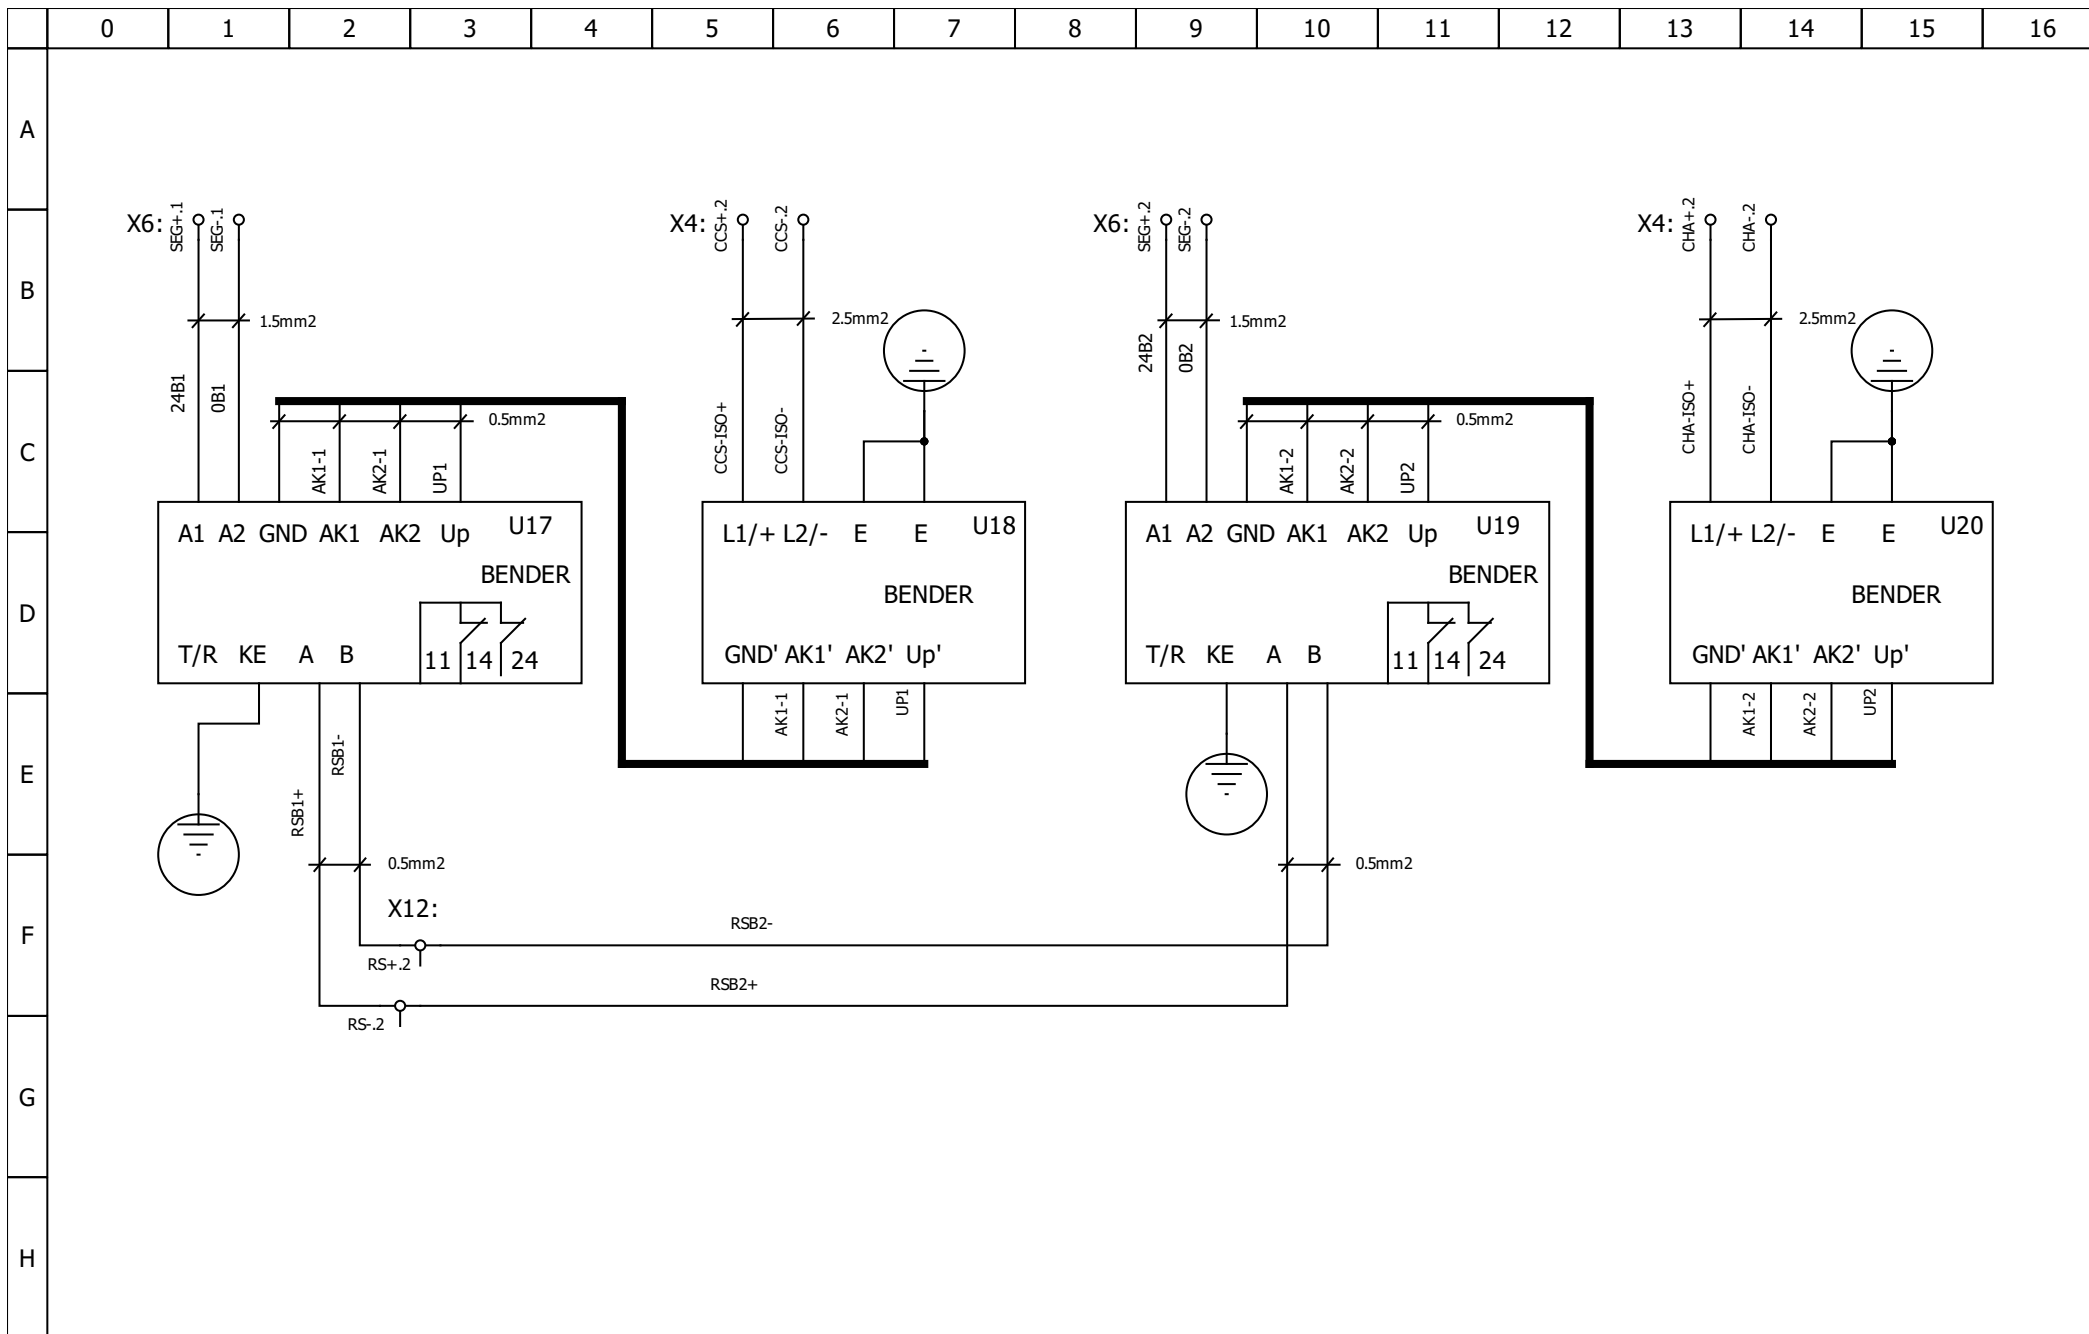 0 1 2 3 4 5 6 7 8 9 10 11 12 13 14 15 16
A
X6: SEG+.1 SEG-.1 X4: CCS+.2 CCS-.2 X6: SEG+.2 SEG-.2 X4: CHA+.2 CHA-.2
B
1.5mm2 2.5mm2 1.5mm2 2.5mm2
24B1 0B1 24B2 0B2
0.5mm2 0.5mm2
C
AK1-1 AK2-1 UP1 CCS-ISO+ CCS-ISO- AK1-2 AK2-2 UP2 CHA-ISO+ CHA-ISO-
A1 A2 GND AK1 AK2 Up U17 L1/+ L2/- E E U18 A1 A2 GND AK1 AK2 Up U19 L1/+ L2/- E E U20
BENDER BENDER BENDER BENDER
D
T/R KE A B 11 14 24 GND' AK1' AK2' Up' T/R KE A B 11 14 24 GND' AK1' AK2' Up'
AK1-1 AK2-1 UP1 AK1-2 AK2-2 UP2
RSB1-
E
RSB1+
0.5mm2 0.5mm2
X12:
F
RSB2-
RS+.2
RSB2+
RS-.2
G
H